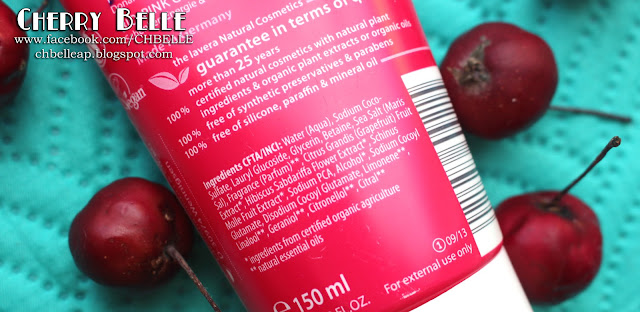 CHERRY BELLE
www.facebook.com/CHBELLE
chbelleap.blogspot.com
PINK
Germany
the lavera Natural Cosmetics
guarantee in terms of
more than 25 years
100% certified natural cosmetics with natural plant
ingredients & organic plant extracts or organic oils
100% free of synthetic preservatives & parabens
100% free of silicone, paraffin & mineral oil
vegan
Ingredients CFTA/INCI: Water (Aqua), Sodium Coco-
Sulfate, Lauryl Glucoside, Glycerin, Betaine, Sea Salt (Maris
Sal), Fragrance (Parfum)**, Citrus Grandis (Grapefruit) Fruit
Extract*, Hibiscus Sabdariffa Flower Extract*, Schinus
Molle Fruit Extract*, Sodium PCA, Alcohol*, Sodium Cocoyl
Glutamate, Disodium Cocoyl Glutamate, Limonene**,
Linalool**, Geraniol**, Citronellol**, Citral**
*ingredients from certified organic agriculture
**natural essential oils
e 150 ml
FL.OZ.
1 09/13
For external use only